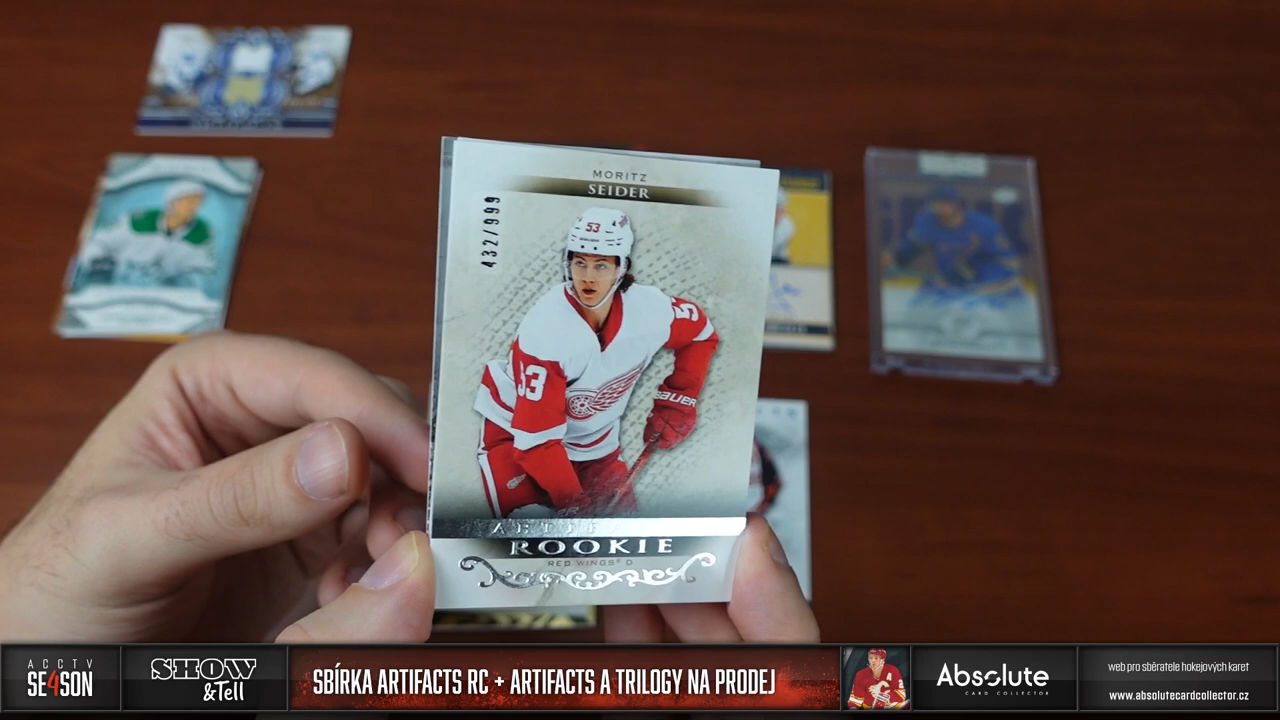 MORITZ
SEIDER
432/999
53
53
53
BAUER
ROOKIE
RED WINGS® D
ACCTV
SE4SON
SHOW
&Tell
SBÍRKA ARTIFACTS RC + ARTIFACTS A TRILOGY NA PRODEJ
Absolute
CARD COLLECTOR
web pro sběratele hokejových karet
www.absolutecardcollector.cz